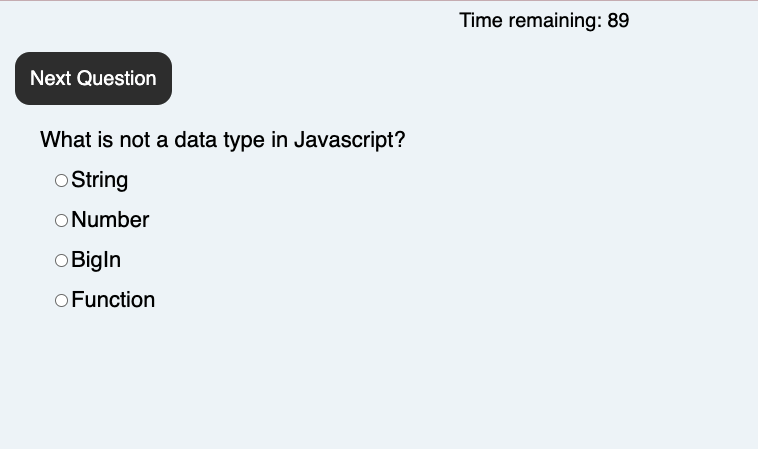 Time remaining: 89
Next Question
What is not a data type in Javascript?
String
Number
BigIn
Function